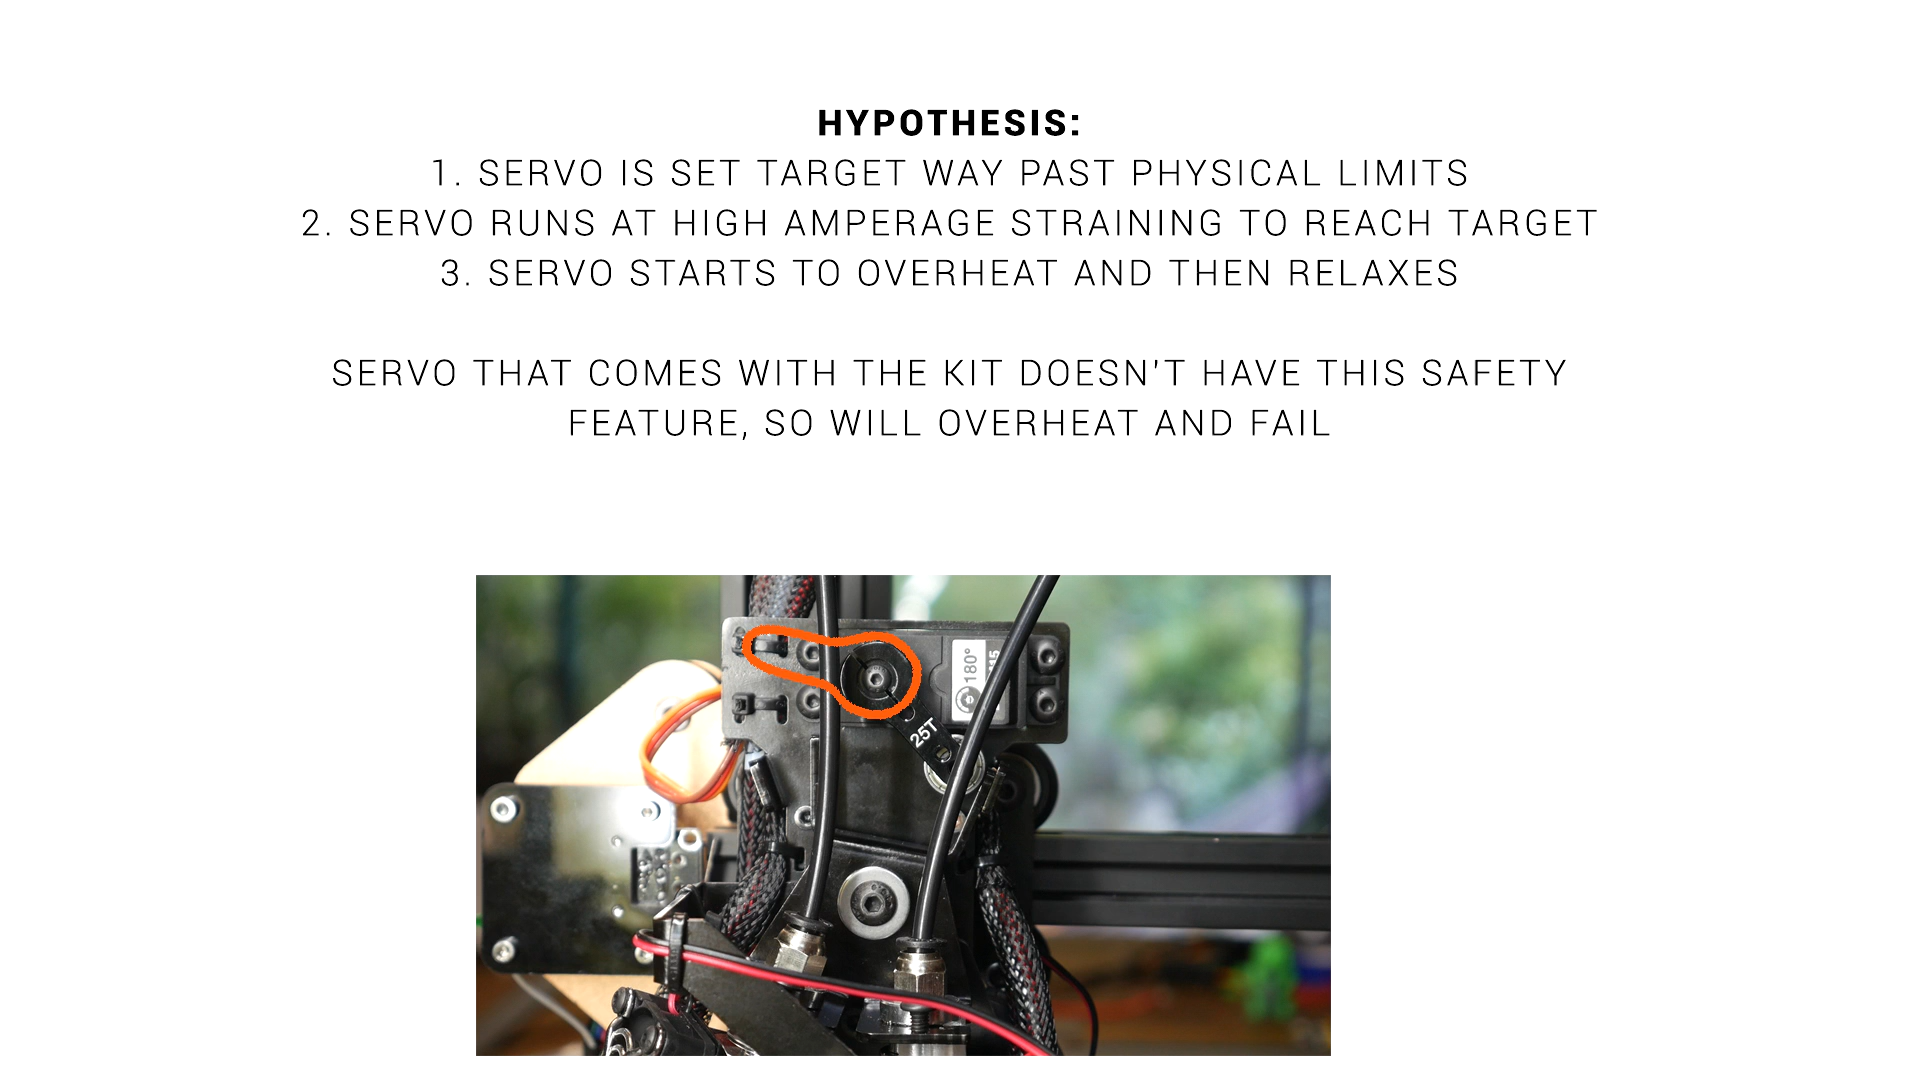 HYPOTHESIS:
1. SERVO IS SET TARGET WAY PAST PHYSICAL LIMITS
2. SERVO RUNS AT HIGH AMPERAGE STRAINING TO REACH TARGET
3. SERVO STARTS TO OVERHEAT AND THEN RELAXES
SERVO THAT COMES WITH THE KIT DOESN'T HAVE THIS SAFETY
FEATURE, SO WILL OVERHEAT AND FAIL
180°
25T